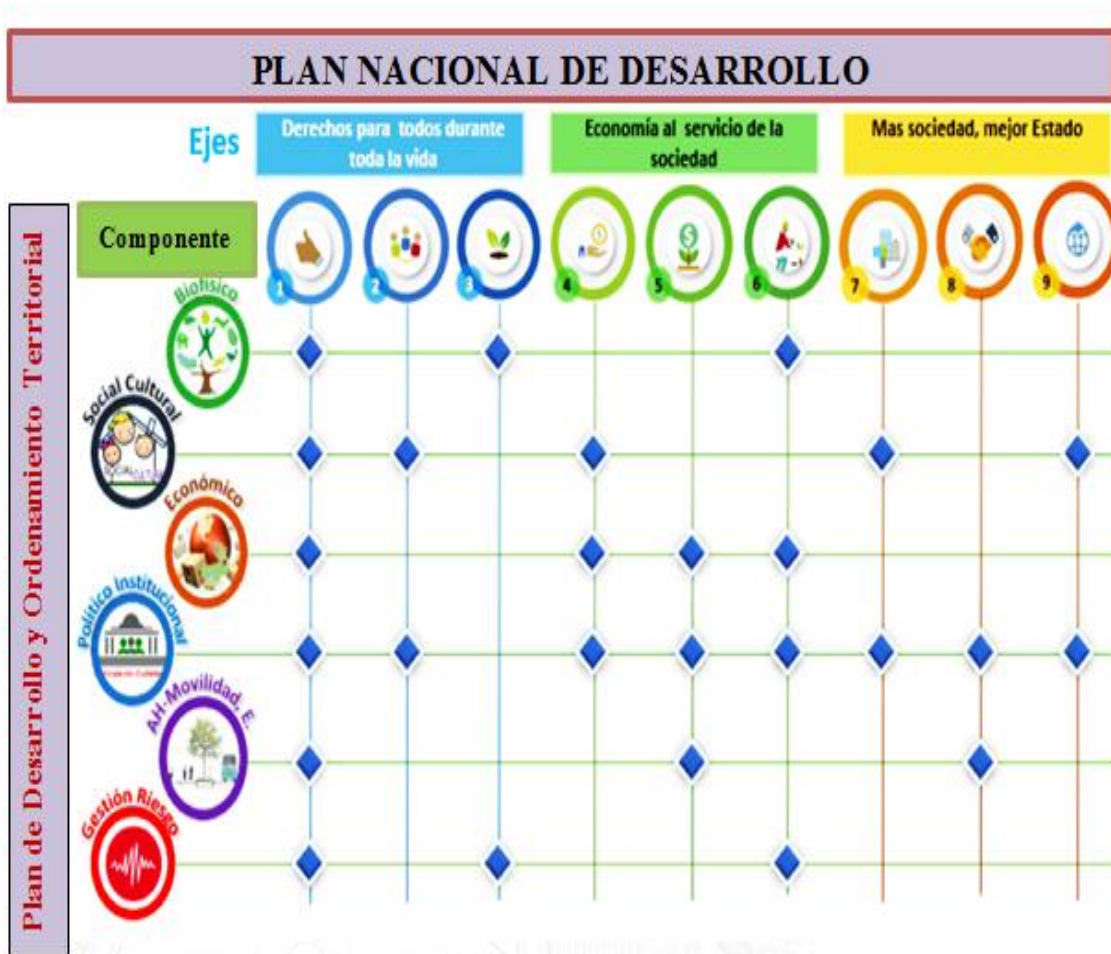 PLAN NACIONAL DE DESARROLLO
Ejes
Derechos para todos durante
toda la vida
Economía al servicio de la
sociedad
Mas sociedad, mejor Estado
Plan de Desarrollo y Ordenamiento Territorial
Componente
1
2
3
4
5
6
7
8
9
Biofísico
Social Cultural
Económico
Político Institucional
AH-Movilidad, E.
Gestión Riesgo